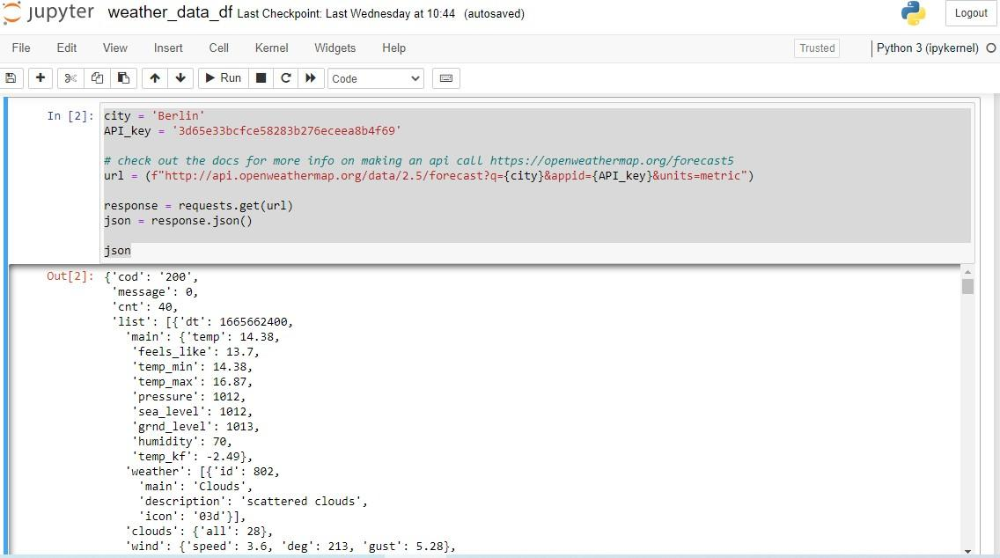 jupyter weather_data_df Last Checkpoint: Last Wednesday at 10:44 (autosaved) Logout
File Edit View Insert Cell Kernel Widgets Help Trusted Python 3 (ipykernel)
Run Code
In [2]: city = 'Berlin'
API_key = '3d65e33bcfce58283b276eceea8b4f69'
# check out the docs for more info on making an api call https://openweathermap.org/forecast5
url = (f"http://api.openweathermap.org/data/2.5/forecast?q={city}&appid={API_key}&units=metric")
response = requests.get(url)
json = response.json()
json
Out[2]: {'cod': '200',
'message': 0,
'cnt': 40,
'list': [{'dt': 1665662400,
'main': {'temp': 14.38,
'feels_like': 13.7,
'temp_min': 14.38,
'temp_max': 16.87,
'pressure': 1012,
'sea_level': 1012,
'grnd_level': 1013,
'humidity': 70,
'temp_kf': -2.49},
'weather': [{'id': 802,
'main': 'Clouds',
'description': 'scattered clouds',
'icon': '03d'}],
'clouds': {'all': 28},
'wind': {'speed': 3.6, 'deg': 213, 'gust': 5.28},